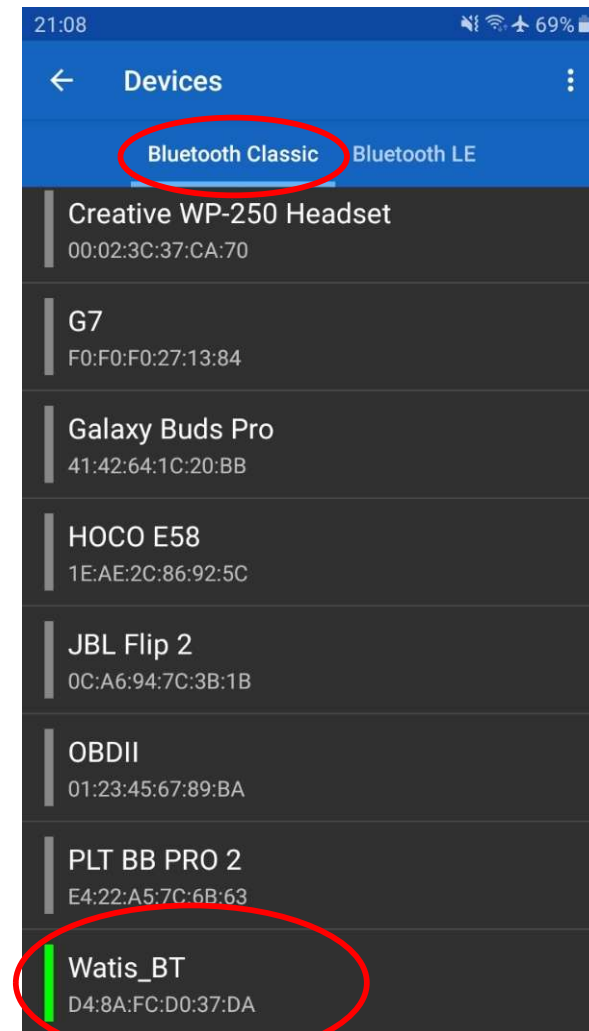 21:08 69%
Devices
Bluetooth Classic Bluetooth LE
Creative WP-250 Headset
00:02:3C:37:CA:70
G7
F0:F0:F0:27:13:84
Galaxy Buds Pro
41:42:64:1C:20:BB
HOCO E58
1E:AE:2C:86:92:5C
JBL Flip 2
0C:A6:94:7C:3B:1B
OBDII
01:23:45:67:89:BA
PLT BB PRO 2
E4:22:A5:7C:6B:63
Watis_BT
D4:8A:FC:D0:37:DA